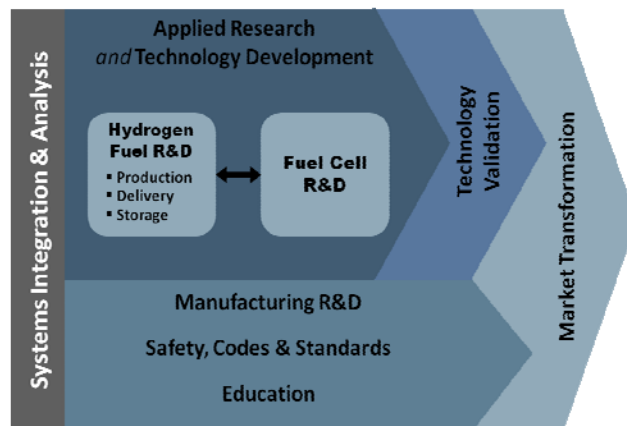 Systems Integration & Analysis
Applied Research
and Technology Development
Hydrogen
Fuel R&D
▪ Production
▪ Delivery
▪ Storage
Fuel Cell
R&D
Technology
Validation
Market Transformation
Manufacturing R&D
Safety, Codes & Standards
Education